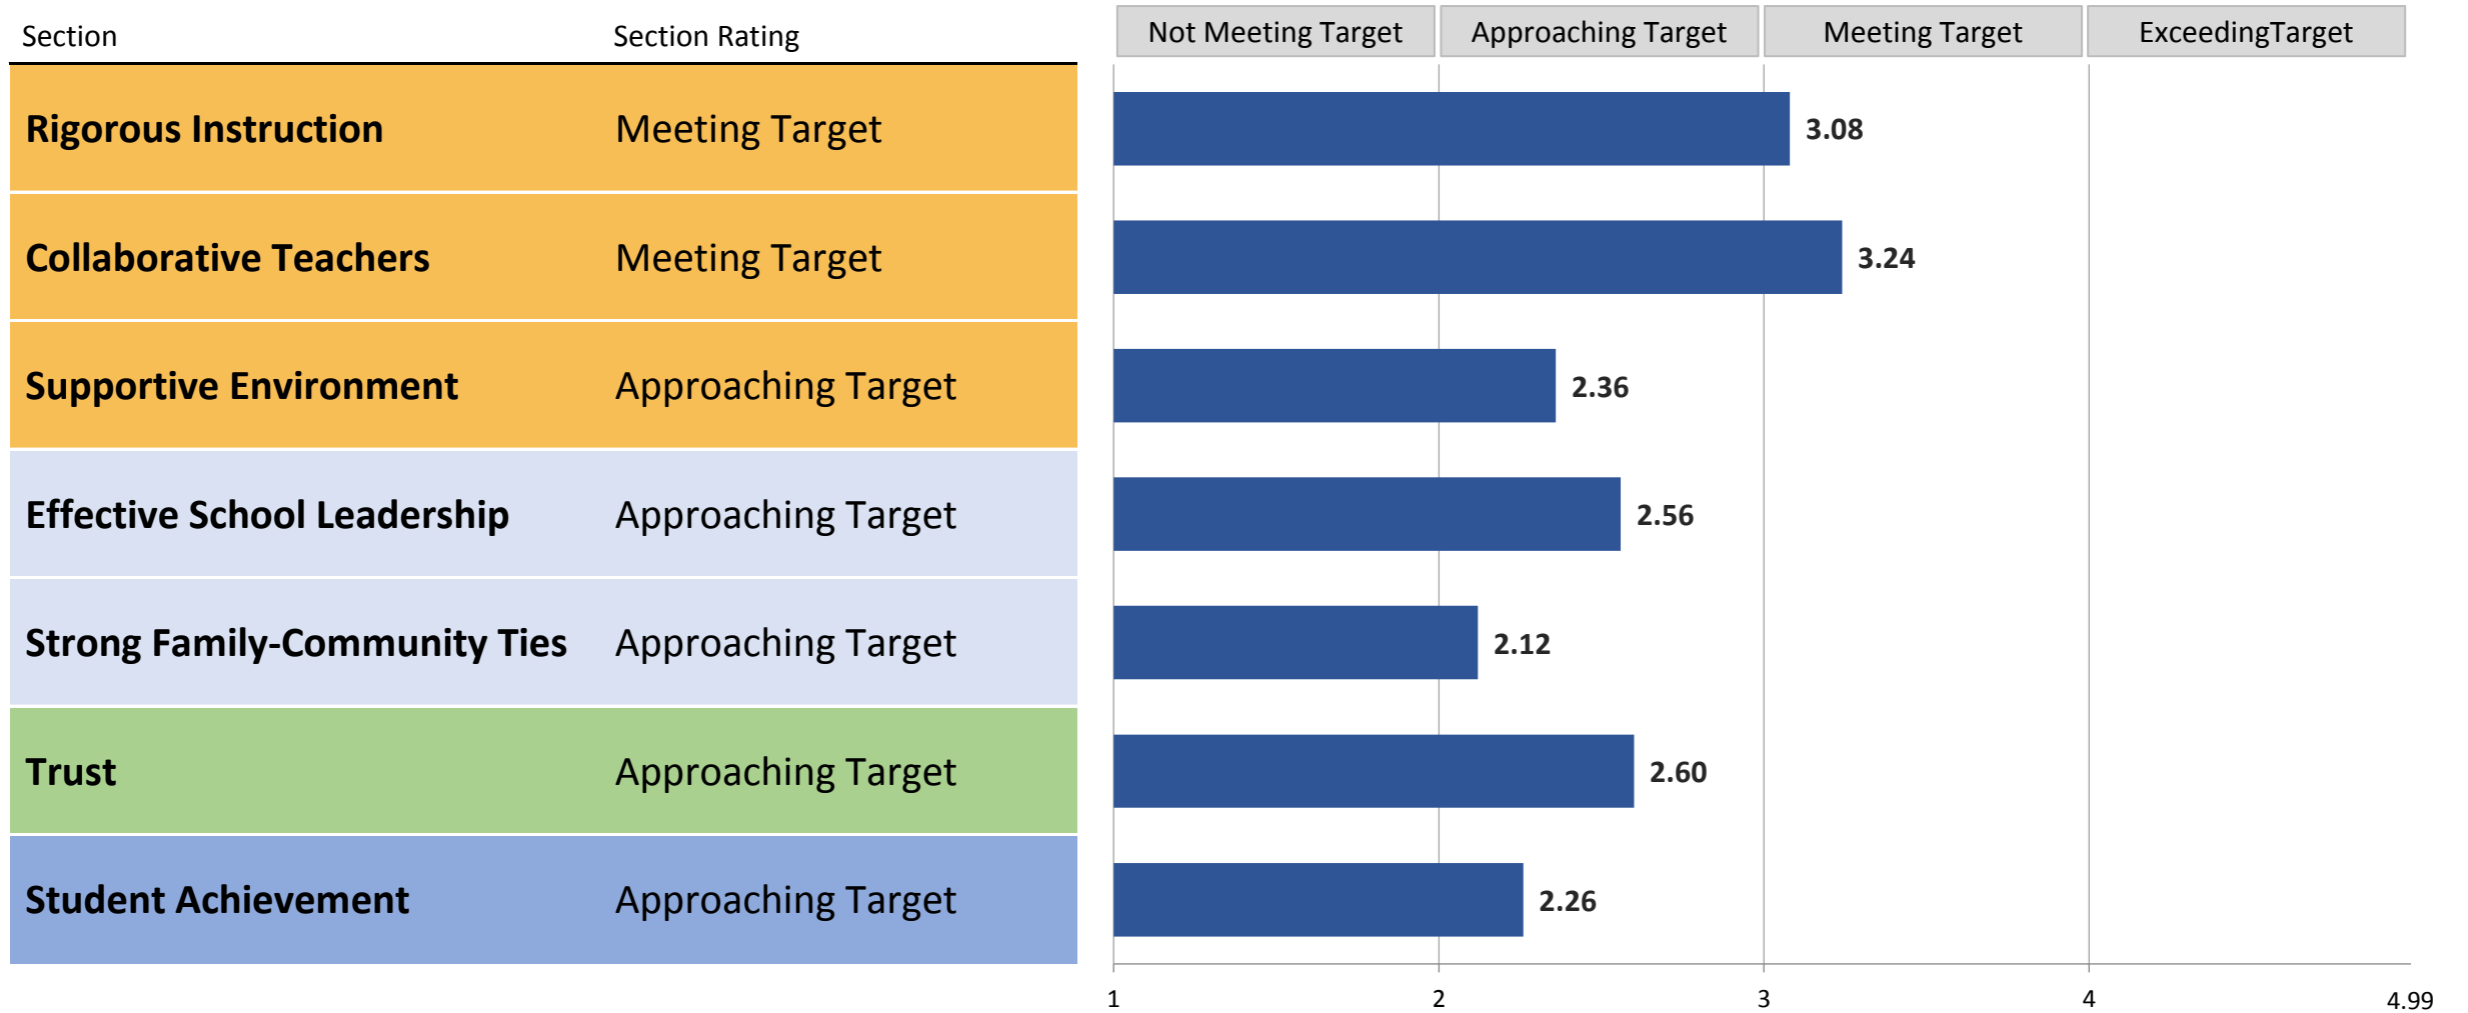 Section Section Rating Not Meeting Target Approaching Target Meeting Target ExceedingTarget
Rigorous Instruction Meeting Target 3.08
Collaborative Teachers Meeting Target 3.24
Supportive Environment Approaching Target 2.36
Effective School Leadership Approaching Target 2.56
Strong Family-Community Ties Approaching Target 2.12
Trust Approaching Target 2.60
Student Achievement Approaching Target 2.26
1 2 3 4 4.99